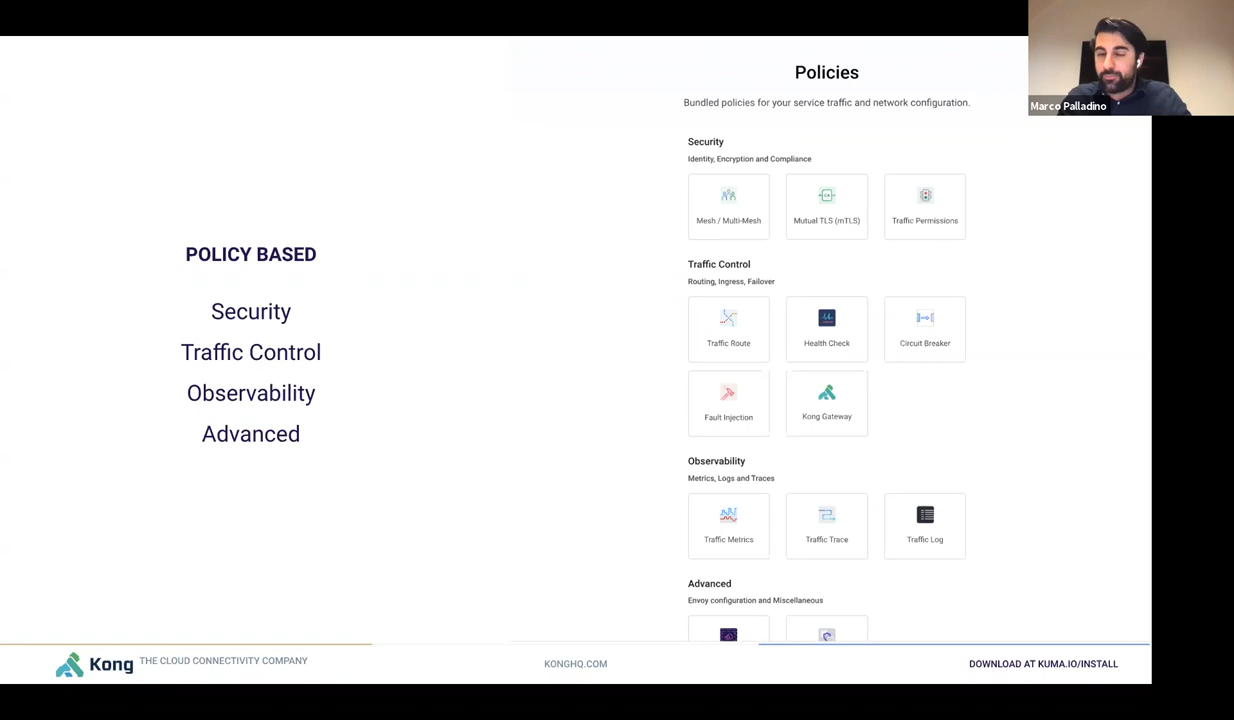 Marco Palladino
POLICY BASED
Security
Traffic Control
Observability
Advanced
Policies
Bundled policies for your service traffic and network configuration.
Security
Identity, Encryption and Compliance
Mesh / Multi-Mesh
Mutual TLS (mTLS)
Traffic Permissions
Traffic Control
Routing, Ingress, Failover
Traffic Route
Health Check
Circuit Breaker
Fault Injection
Kong Gateway
Observability
Metrics, Logs and Traces
Traffic Metrics
Traffic Trace
Traffic Log
Advanced
Envoy configuration and Miscellaneous
Kong
THE CLOUD CONNECTIVITY COMPANY
KONGHQ.COM
DOWNLOAD AT KUMA.IO/INSTALL